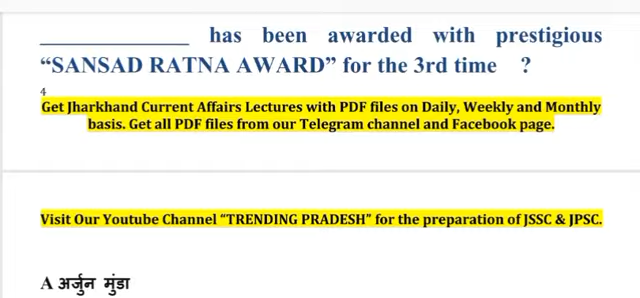 ______________ has been awarded with prestigious
“SANSAD RATNA AWARD” for the 3rd time ?
4
Get Jharkhand Current Affairs Lectures with PDF files on Daily, Weekly and Monthly
basis. Get all PDF files from our Telegram channel and Facebook page.
Visit Our Youtube Channel “TRENDING PRADESH” for the preparation of JSSC & JPSC.
A अर्जुन मुंडा